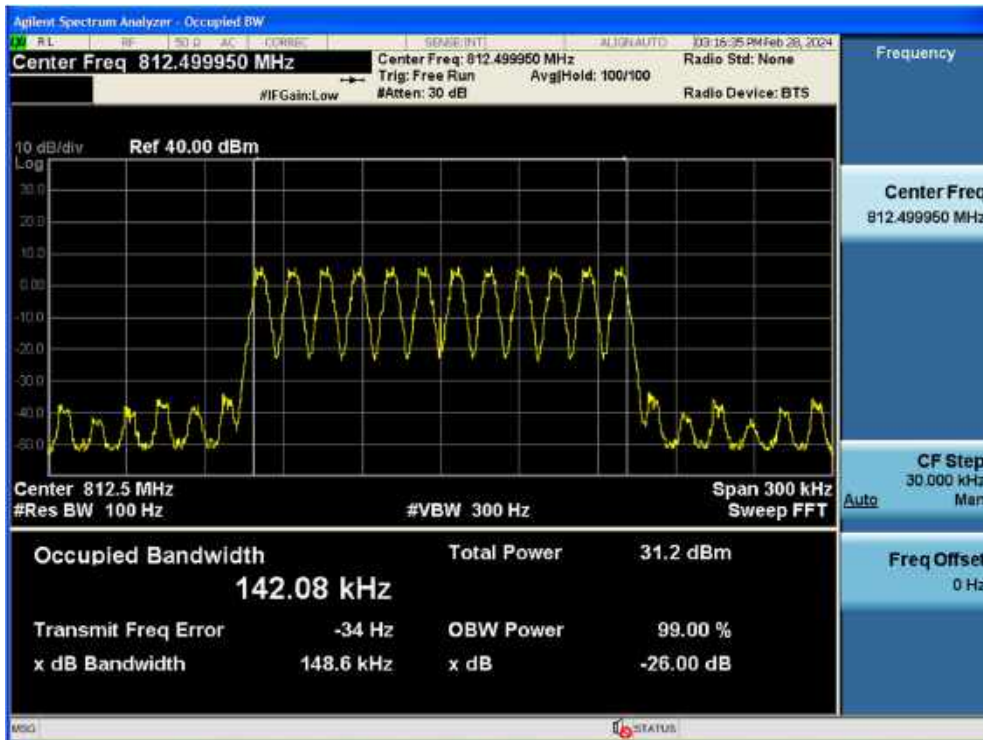 Agilent Spectrum Analyzer - Occupied BW
RL RF 50 Ω AC CORREC SENSE:INT ALIGN AUTO 03:16:35 PM Feb 28, 2024
Center Freq 812.499950 MHz
Center Freq: 812.499950 MHz
Radio Std: None
Trig: Free Run Avg|Hold: 100/100
#IFGain:Low
#Atten: 30 dB
Radio Device: BTS
10 dB/div Ref 40.00 dBm
Log
30.0
20.0
10.0
0.00
-10.0
-20.0
-30.0
-40.0
-50.0
Center 812.5 MHz
Span 300 kHz
#Res BW 100 Hz
#VBW 300 Hz
Sweep FFT
Occupied Bandwidth
142.08 kHz
Total Power 31.2 dBm
Transmit Freq Error -34 Hz
OBW Power 99.00 %
x dB Bandwidth 148.6 kHz
x dB -26.00 dB
MSG
STATUS
Frequency
Center Freq
812.499950 MHz
CF Step
30.000 kHz
Auto Man
Freq Offset
0 Hz